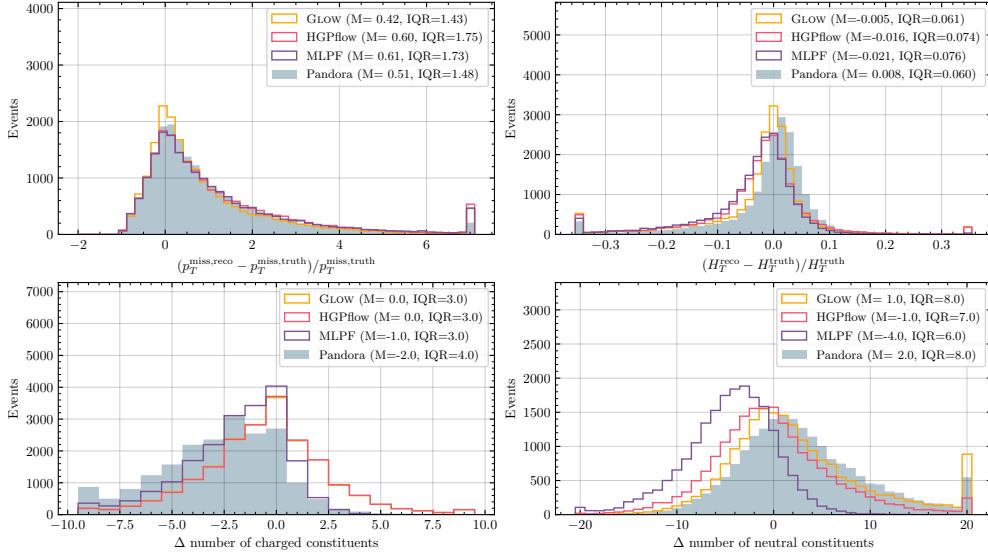 GLOW (M= 0.42, IQR=1.43)
HGPflow (M= 0.60, IQR=1.75)
MLPF (M= 0.61, IQR=1.73)
Pandora (M= 0.51, IQR=1.48)
Events
4000
3000
2000
1000
0
−2 0 2 4 6
(p_T^miss,reco − p_T^miss,truth)/p_T^miss,truth
GLOW (M=-0.005, IQR=0.061)
HGPflow (M=-0.016, IQR=0.074)
MLPF (M=-0.021, IQR=0.076)
Pandora (M= 0.008, IQR=0.060)
Events
5000
4000
3000
2000
1000
0
−0.3 −0.2 −0.1 0.0 0.1 0.2 0.3
(H_T^reco − H_T^truth)/H_T^truth
GLOW (M= 0.0, IQR=3.0)
HGPflow (M= 0.0, IQR=3.0)
MLPF (M=-1.0, IQR=3.0)
Pandora (M=-2.0, IQR=4.0)
Events
7000
6000
5000
4000
3000
2000
1000
0
−10.0 −7.5 −5.0 −2.5 0.0 2.5 5.0 7.5 10.0
Δ number of charged constituents
GLOW (M= 1.0, IQR=8.0)
HGPflow (M=-1.0, IQR=7.0)
MLPF (M=-4.0, IQR=6.0)
Pandora (M= 2.0, IQR=8.0)
Events
3000
2500
2000
1500
1000
500
0
−20 −10 0 10 20
Δ number of neutral constituents